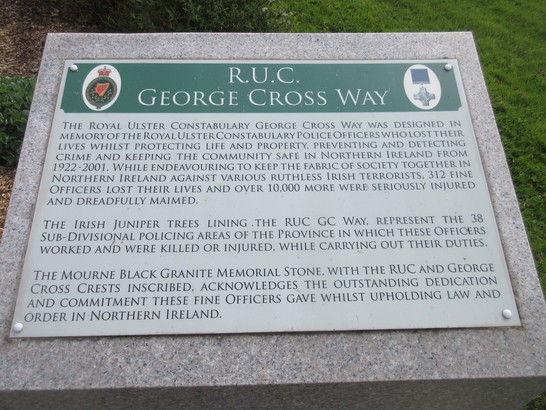 R.U.C.
GEORGE CROSS WAY
THE ROYAL ULSTER CONSTABULARY GEORGE CROSS WAY WAS DESIGNED IN
MEMORY OF THE ROYAL ULSTER CONSTABULARY POLICE OFFICERS WHO LOST THEIR
LIVES WHILST PROTECTING LIFE AND PROPERTY, PREVENTING AND DETECTING
CRIME AND KEEPING THE COMMUNITY SAFE IN NORTHERN IRELAND FROM
1922-2001. WHILE ENDEAVOURING TO KEEP THE FABRIC OF SOCIETY TOGETHER IN
NORTHERN IRELAND AGAINST VARIOUS RUTHLESS IRISH TERRORISTS, 312 FINE
OFFICERS LOST THEIR LIVES AND OVER 10,000 MORE WERE SERIOUSLY INJURED
AND DREADFULLY MAIMED.
THE IRISH JUNIPER TREES LINING THE RUC GC WAY, REPRESENT THE 38
SUB-DIVISIONAL POLICING AREAS OF THE PROVINCE IN WHICH THESE OFFICERS
WORKED AND WERE KILLED OR INJURED, WHILE CARRYING OUT THEIR DUTIES.
THE MOURNE BLACK GRANITE MEMORIAL STONE, WITH THE RUC AND GEORGE
CROSS CRESTS INSCRIBED, ACKNOWLEDGES THE OUTSTANDING DEDICATION
AND COMMITMENT THESE FINE OFFICERS GAVE WHILST UPHOLDING LAW AND
ORDER IN NORTHERN IRELAND.